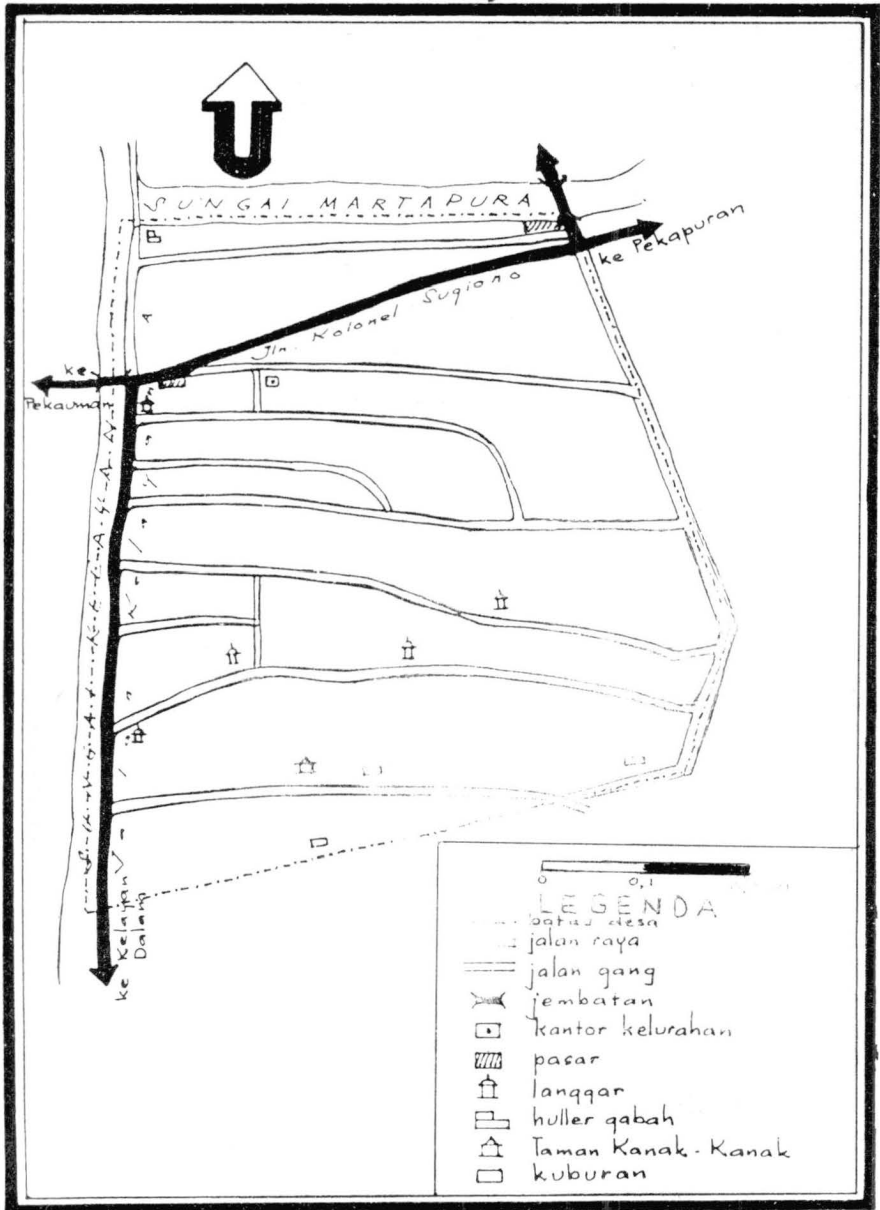 U
SUNGAI MARTAPURA
ke Pekapuran
Jln. Kolonel Sugiono
ke
Pekauman
ke Kelayan
Dalam
0 0,1
LEGENDA
batas desa
jalan raya
jalan gang
jembatan
kantor kelurahan
pasar
langgar
huller gabah
Taman Kanak-Kanak
kuburan